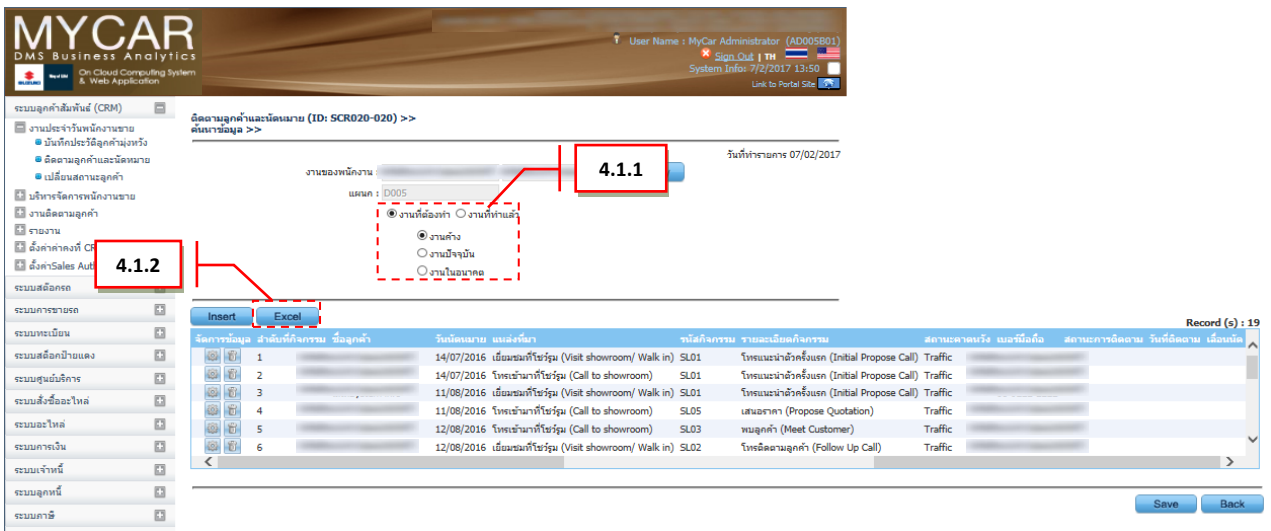 MYCAR
DMS Business Analytics
On Cloud Computing System
& Web Application
User Name : MyCar Administrator (AD005B01)
Sign Out | TH
System Info: 7/2/2017 13:50
Link to Portal Site
ระบบลูกค้าสัมพันธ์ (CRM)
งานประจำวันพนักงานขาย
บันทึกประวัติลูกค้ามุ่งหวัง
ติดตามลูกค้าและนัดหมาย
เปลี่ยนสถานะลูกค้า
บริหารจัดการพนักงานขาย
งานติดตามลูกค้า
รายงาน
ตั้งค่าค่าคงที่ CR
ตั้งค่าSales Auth
ระบบสต๊อกรถ
ระบบการขายรถ
ระบบทะเบียน
ระบบสต๊อกป้ายแดง
ระบบศูนย์บริการ
ระบบสั่งซื้ออะไหล่
ระบบอะไหล่
ระบบการเงิน
ระบบเจ้าหนี้
ระบบลูกหนี้
ระบบภาษี
ติดตามลูกค้าและนัดหมาย (ID: SCR020-020) >>
ค้นหาข้อมูล >>
วันที่ทำรายการ 07/02/2017
งานของพนักงาน :
แผนก : D005
งานที่ต้องทำ งานที่ทำแล้ว
งานค้าง
งานปัจจุบัน
งานในอนาคต
4.1.1
4.1.2
Insert Excel
Record (s) : 19
จัดการข้อมูล ลำดับที่กิจกรรม ชื่อลูกค้า วันนัดหมาย แหล่งที่มา รหัสกิจกรรม รายละเอียดกิจกรรม สถานะคาดหวัง เบอร์มือถือ สถานะการติดตาม วันที่ติดตาม เลื่อนนัด
1 14/07/2016 เยี่ยมชมที่โชว์รูม (Visit showroom/ Walk in) SL01 โทรแนะนำตัวครั้งแรก (Initial Propose Call) Traffic
2 14/07/2016 โทรเข้ามาที่โชว์รูม (Call to showroom) SL01 โทรแนะนำตัวครั้งแรก (Initial Propose Call) Traffic
3 11/08/2016 เยี่ยมชมที่โชว์รูม (Visit showroom/ Walk in) SL01 โทรแนะนำตัวครั้งแรก (Initial Propose Call) Traffic
4 11/08/2016 โทรเข้ามาที่โชว์รูม (Call to showroom) SL05 เสนอราคา (Propose Quotation) Traffic
5 12/08/2016 โทรเข้ามาที่โชว์รูม (Call to showroom) SL03 พบลูกค้า (Meet Customer) Traffic
6 12/08/2016 เยี่ยมชมที่โชว์รูม (Visit showroom/ Walk in) SL02 โทรติดตามลูกค้า (Follow Up Call) Traffic
Save Back